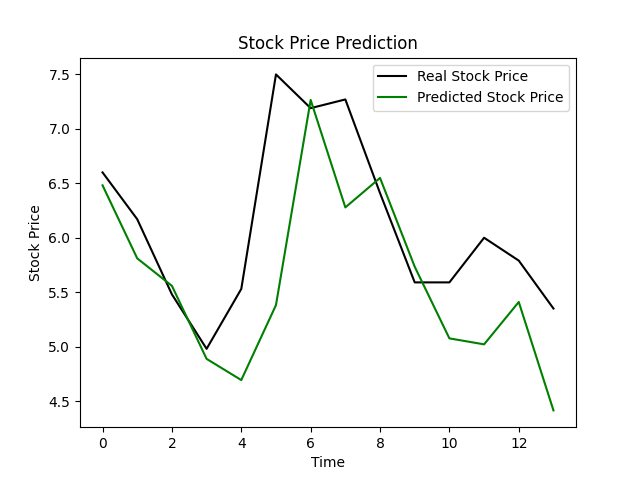 Stock Price Prediction
Real Stock Price
Predicted Stock Price
Stock Price
7.5
7.0
6.5
6.0
5.5
5.0
4.5
0 2 4 6 8 10 12
Time